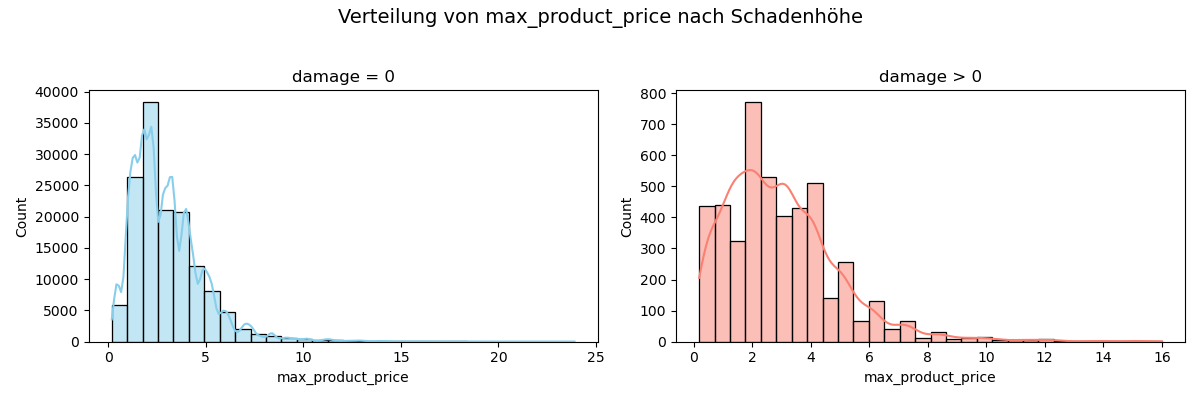 Verteilung von max_product_price nach Schadenhöhe
damage = 0
40000
35000
30000
25000
20000
15000
10000
5000
0
Count
0 5 10 15 20 25
max_product_price
damage > 0
800
700
600
500
400
300
200
100
0
Count
0 2 4 6 8 10 12 14 16
max_product_price